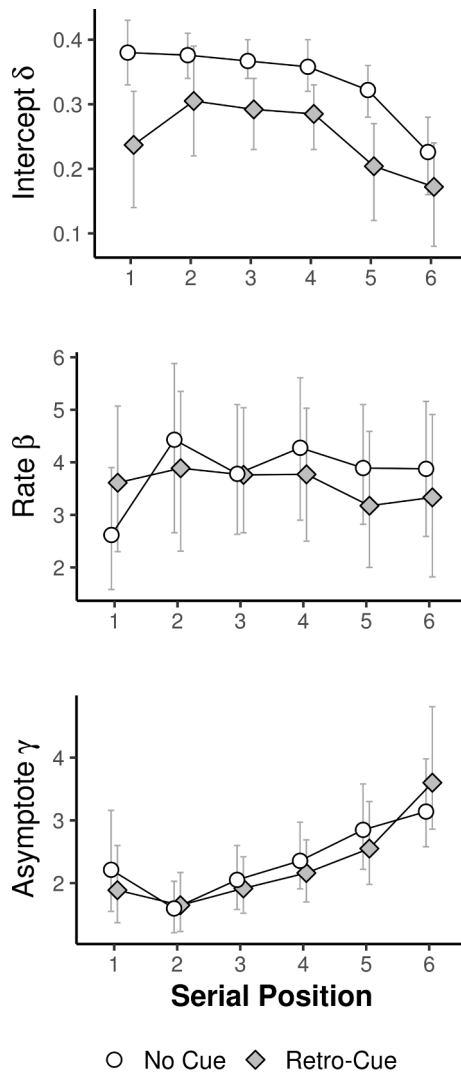 Intercept δ
0.4
0.3
0.2
0.1
1 2 3 4 5 6
Rate β
6
5
4
3
2
1 2 3 4 5 6
Asymptote γ
4
3
2
1 2 3 4 5 6
Serial Position
No Cue Retro-Cue